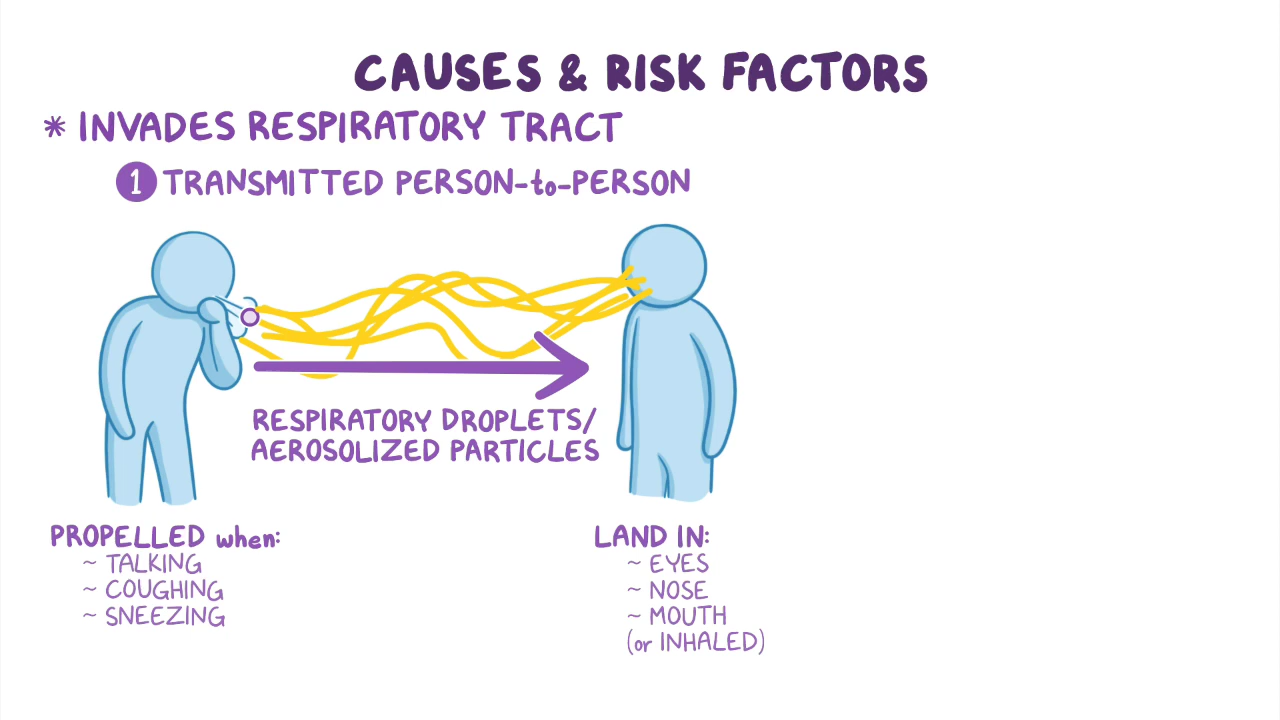 CAUSES & RISK FACTORS
* INVADES RESPIRATORY TRACT
1 TRANSMITTED PERSON-to-PERSON
RESPIRATORY DROPLETS/
AEROSOLIZED PARTICLES
PROPELLED when:
~ TALKING
~ COUGHING
~ SNEEZING
LAND IN:
~ EYES
~ NOSE
~ MOUTH
(or INHALED)